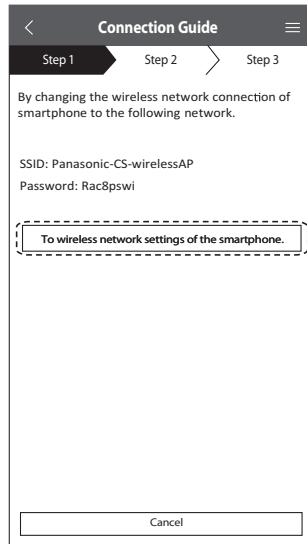 Connection Guide
Step 1
Step 2
Step 3
By changing the wireless network connection of
smartphone to the following network.
SSID: Panasonic-CS-wirelessAP
Password: Rac8pswi
To wireless network settings of the smartphone.
Cancel